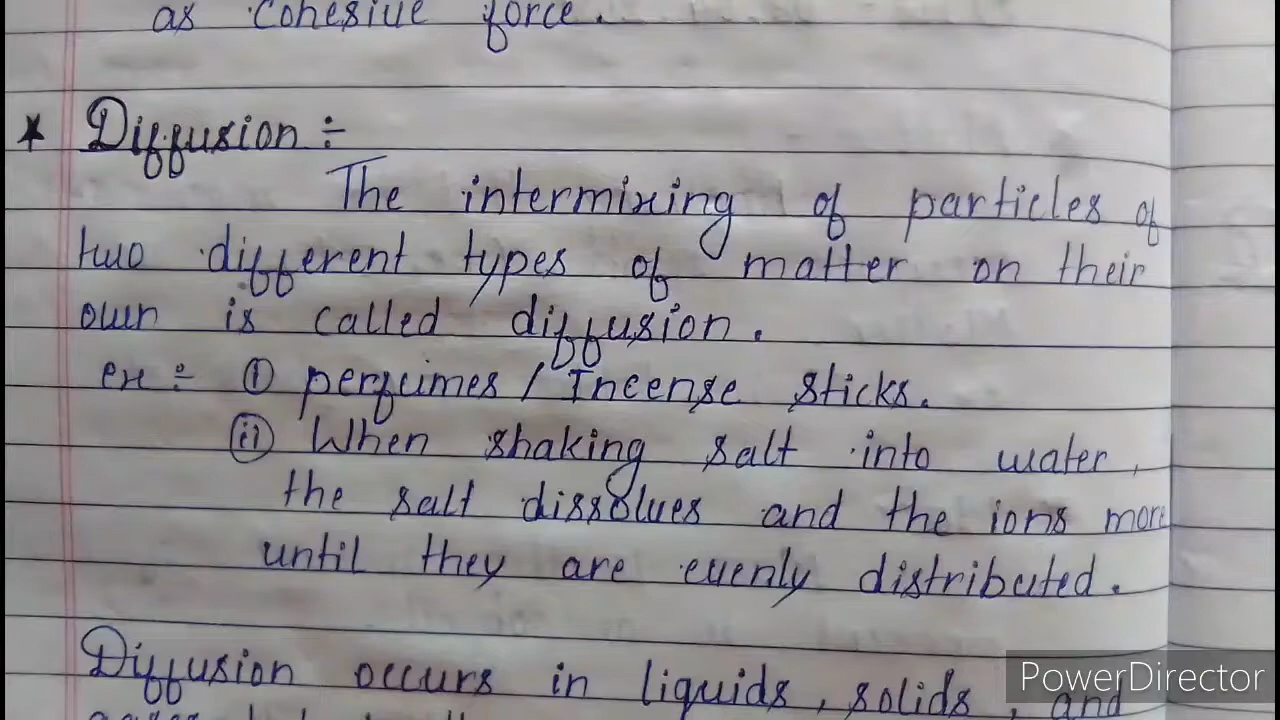 as cohesive force.
★ Diffusion ÷
The intermixing of particles of
two different types of matter on their
own is called diffusion.
ex ÷ (i) perfumes / Incense sticks.
(ii) When shaking salt into water,
the salt dissolves and the ions move
until they are evenly distributed.
Diffusion occurs in liquids, solids, and
PowerDirector